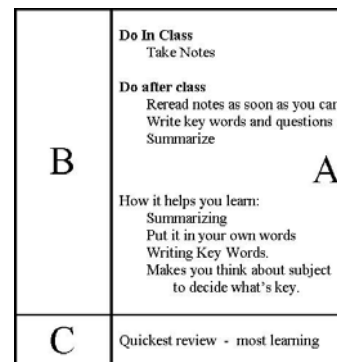 Do In Class
Take Notes
Do after class
Reread notes as soon as you can
Write key words and questions
Summarize
B
A
How it helps you learn:
Summarizing
Put it in your own words
Writing Key Words.
Makes you think about subject
to decide what's key.
C
Quickest review - most learning